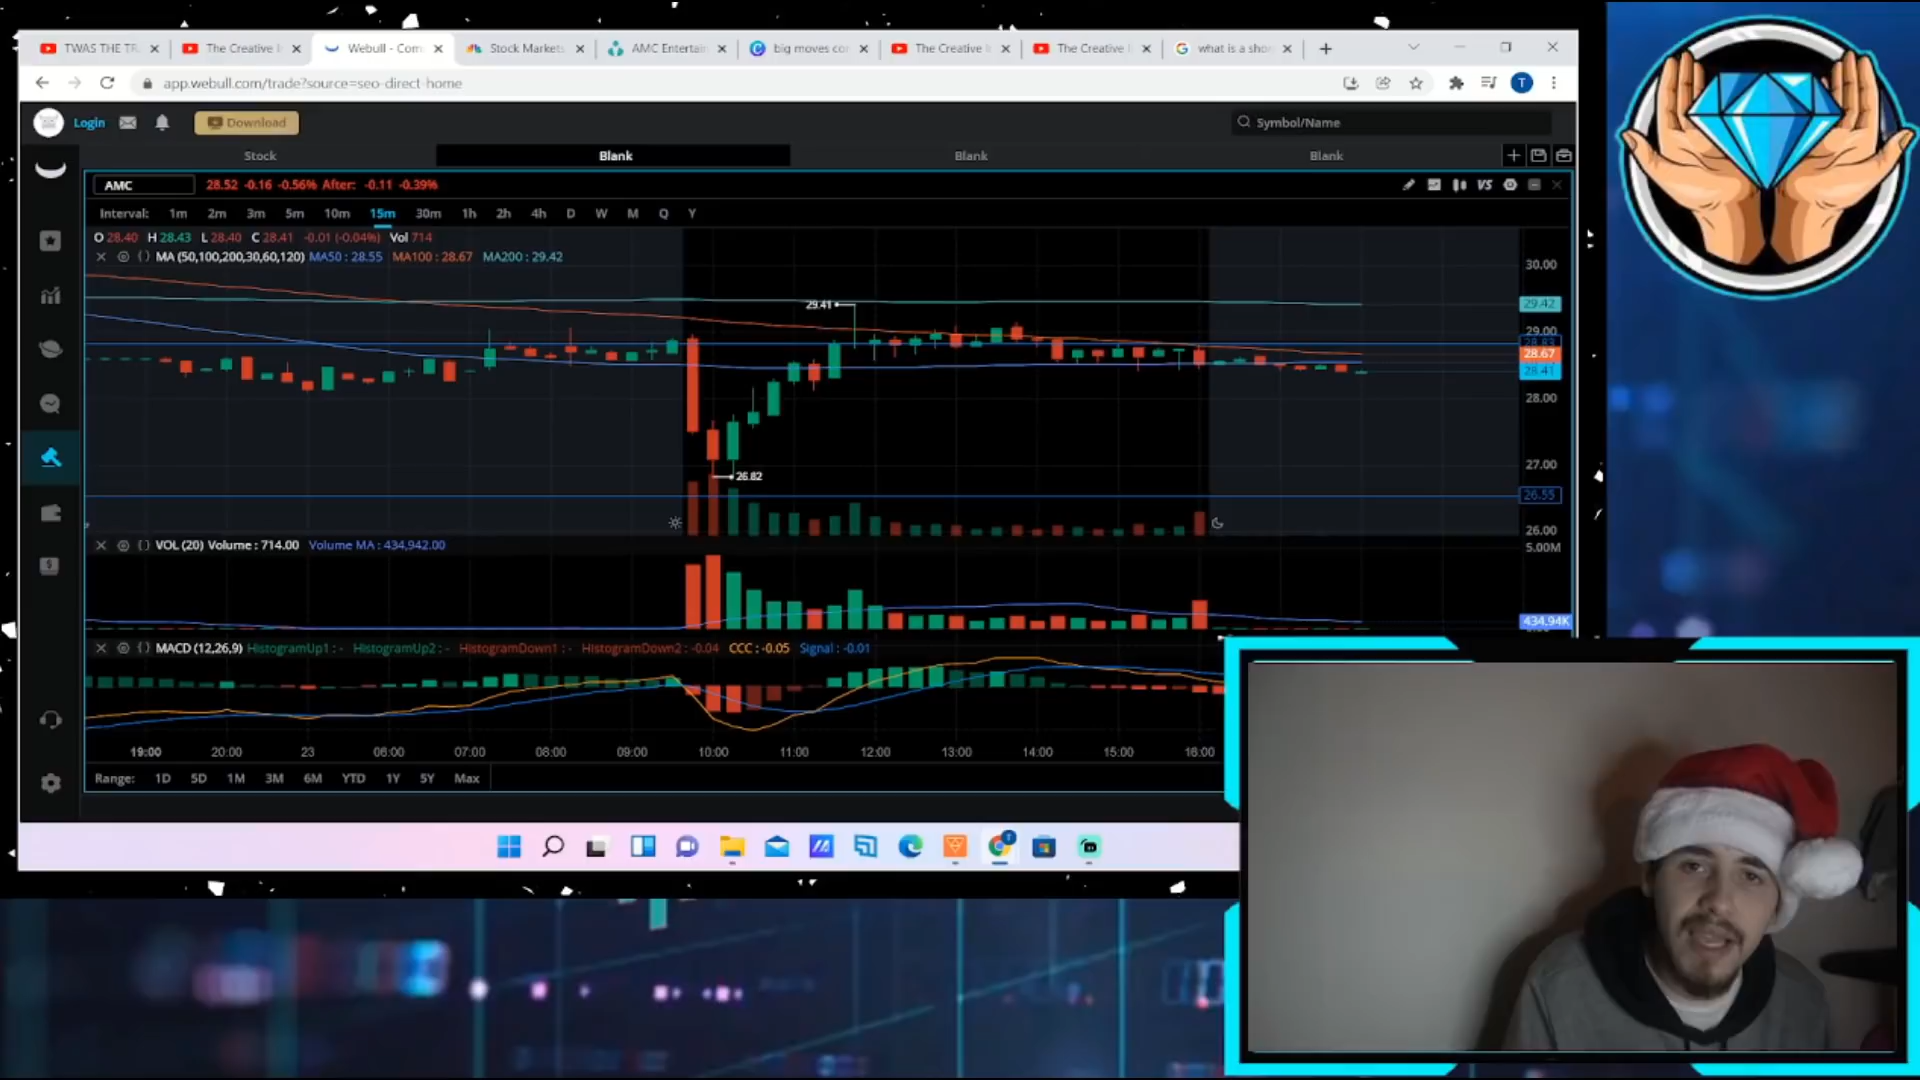 TWAS THE TR
The Creative I
Webull - Com
Stock Markets
AMC Entertain
big moves cor
The Creative I
The Creative I
what is a shor
app.webull.com/trade?source=seo-direct-home
T
Login
Download
Symbol/Name
Stock
Blank
Blank
Blank
AMC
28.52 -0.16 -0.56% After: -0.11 -0.39%
VS
Interval: 1m 2m 3m 5m 10m 15m 30m 1h 2h 4h D W M Q Y
O 28.40 H 28.43 L 28.40 C 28.41 -0.01 (-0.04%) Vol 714
MA (50,100,200,30,60,120) MA50 : 28.55 MA100 : 28.67 MA200 : 29.42
30.00
29.42
29.41
29.00
28.83
28.67
28.41
28.00
27.00
26.82
26.55
26.00
VOL (20) Volume : 714.00 Volume MA : 434,942.00
5.00M
434.94K
MACD (12,26,9) HistogramUp1 : - HistogramUp2 : - HistogramDown1 : - HistogramDown2 : -0.04 CCC : -0.05 Signal : -0.01
19:00 20:00 23 06:00 07:00 08:00 09:00 10:00 11:00 12:00 13:00 14:00 15:00 16:00
Range: 1D 5D 1M 3M 6M YTD 1Y 5Y Max